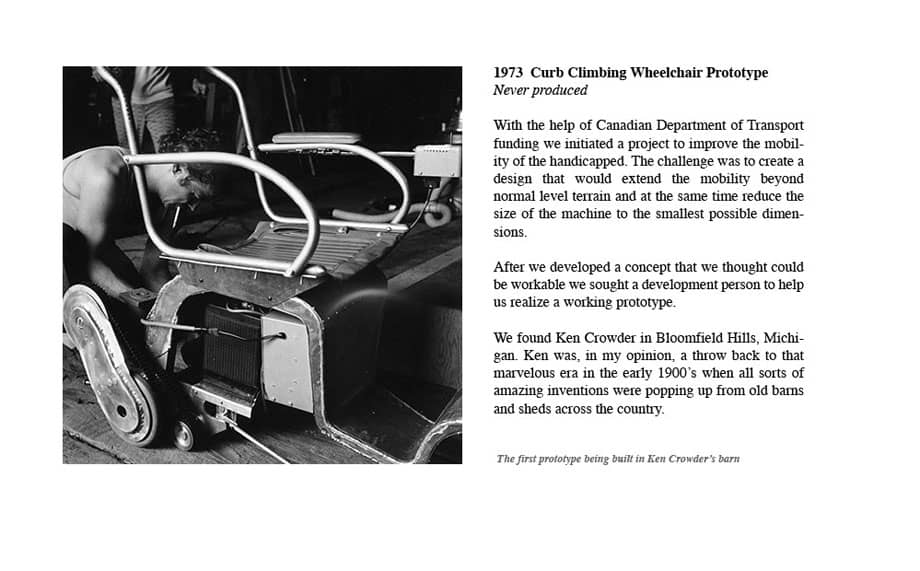 1973  Curb Climbing Wheelchair Prototype
Never produced
With the help of Canadian Department of Transport
funding we initiated a project to improve the mobil-
ity of the handicapped. The challenge was to create a
design that would extend the mobility beyond
normal level terrain and at the same time reduce the
size of the machine to the smallest possible dimen-
sions.
After we developed a concept that we thought could
be workable we sought a development person to help
us realize a working prototype.
We found Ken Crowder in Bloomfield Hills, Michi-
gan. Ken was, in my opinion, a throw back to that
marvelous era in the early 1900's when all sorts of
amazing inventions were popping up from old barns
and sheds across the country.
The first prototype being built in Ken Crowder's barn